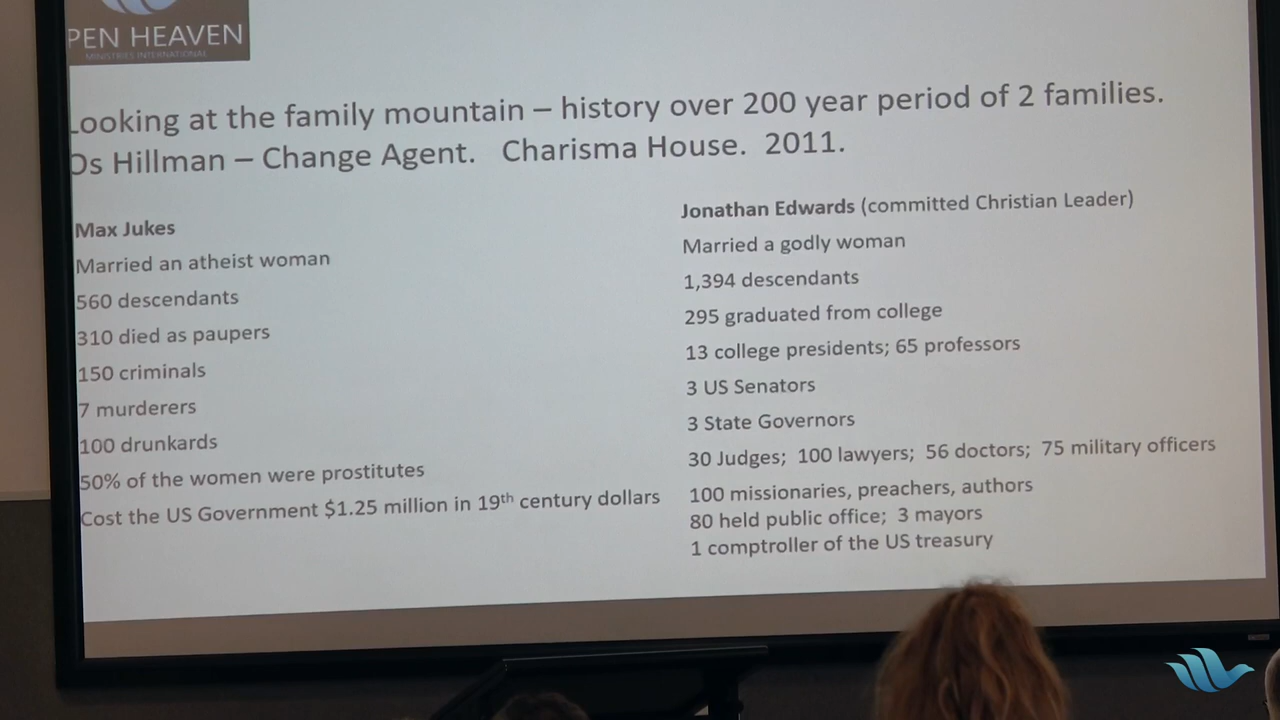 PEN HEAVEN
MINISTRIES INTERNATIONAL
Looking at the family mountain – history over 200 year period of 2 families.
Os Hillman – Change Agent. Charisma House. 2011.
Max Jukes
Married an atheist woman
560 descendants
310 died as paupers
150 criminals
7 murderers
100 drunkards
50% of the women were prostitutes
Cost the US Government $1.25 million in 19th century dollars
Jonathan Edwards (committed Christian Leader)
Married a godly woman
1,394 descendants
295 graduated from college
13 college presidents; 65 professors
3 US Senators
3 State Governors
30 Judges; 100 lawyers; 56 doctors; 75 military officers
100 missionaries, preachers, authors
80 held public office; 3 mayors
1 comptroller of the US treasury